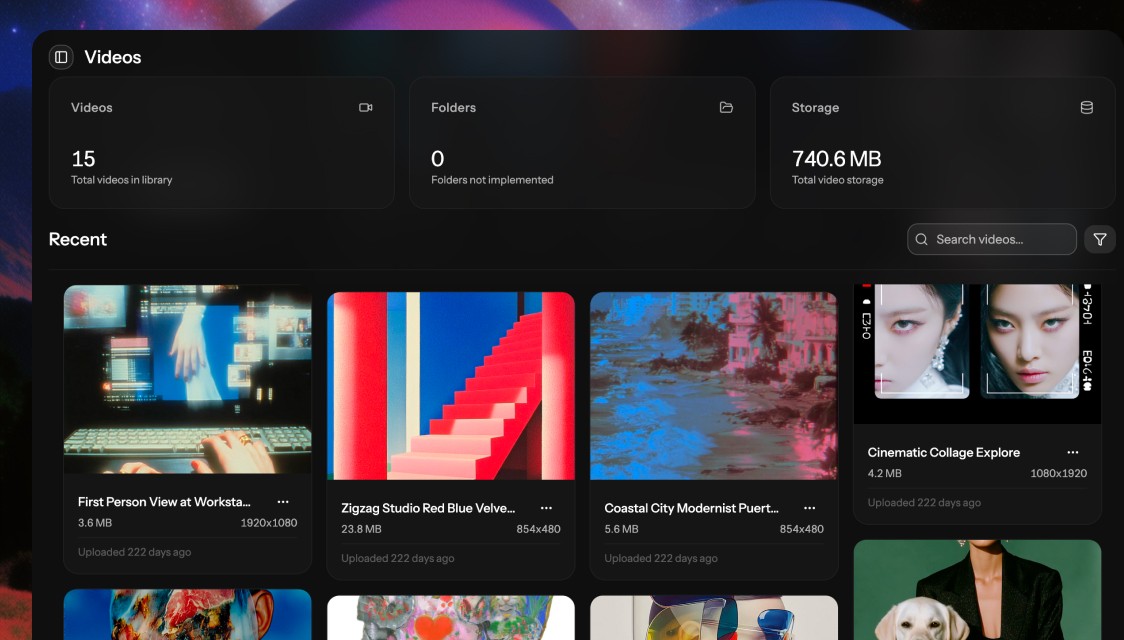 Videos
Videos
Folders
Storage
15
0
740.6 MB
Total videos in library
Folders not implemented
Total video storage
Recent
Search videos...
First Person View at Worksta...
3.6 MB
1920x1080
Uploaded 222 days ago
Zigzag Studio Red Blue Velve...
23.8 MB
854x480
Uploaded 222 days ago
Coastal City Modernist Puert...
5.6 MB
854x480
Uploaded 222 days ago
Cinematic Collage Explore
4.2 MB
1080x1920
Uploaded 222 days ago